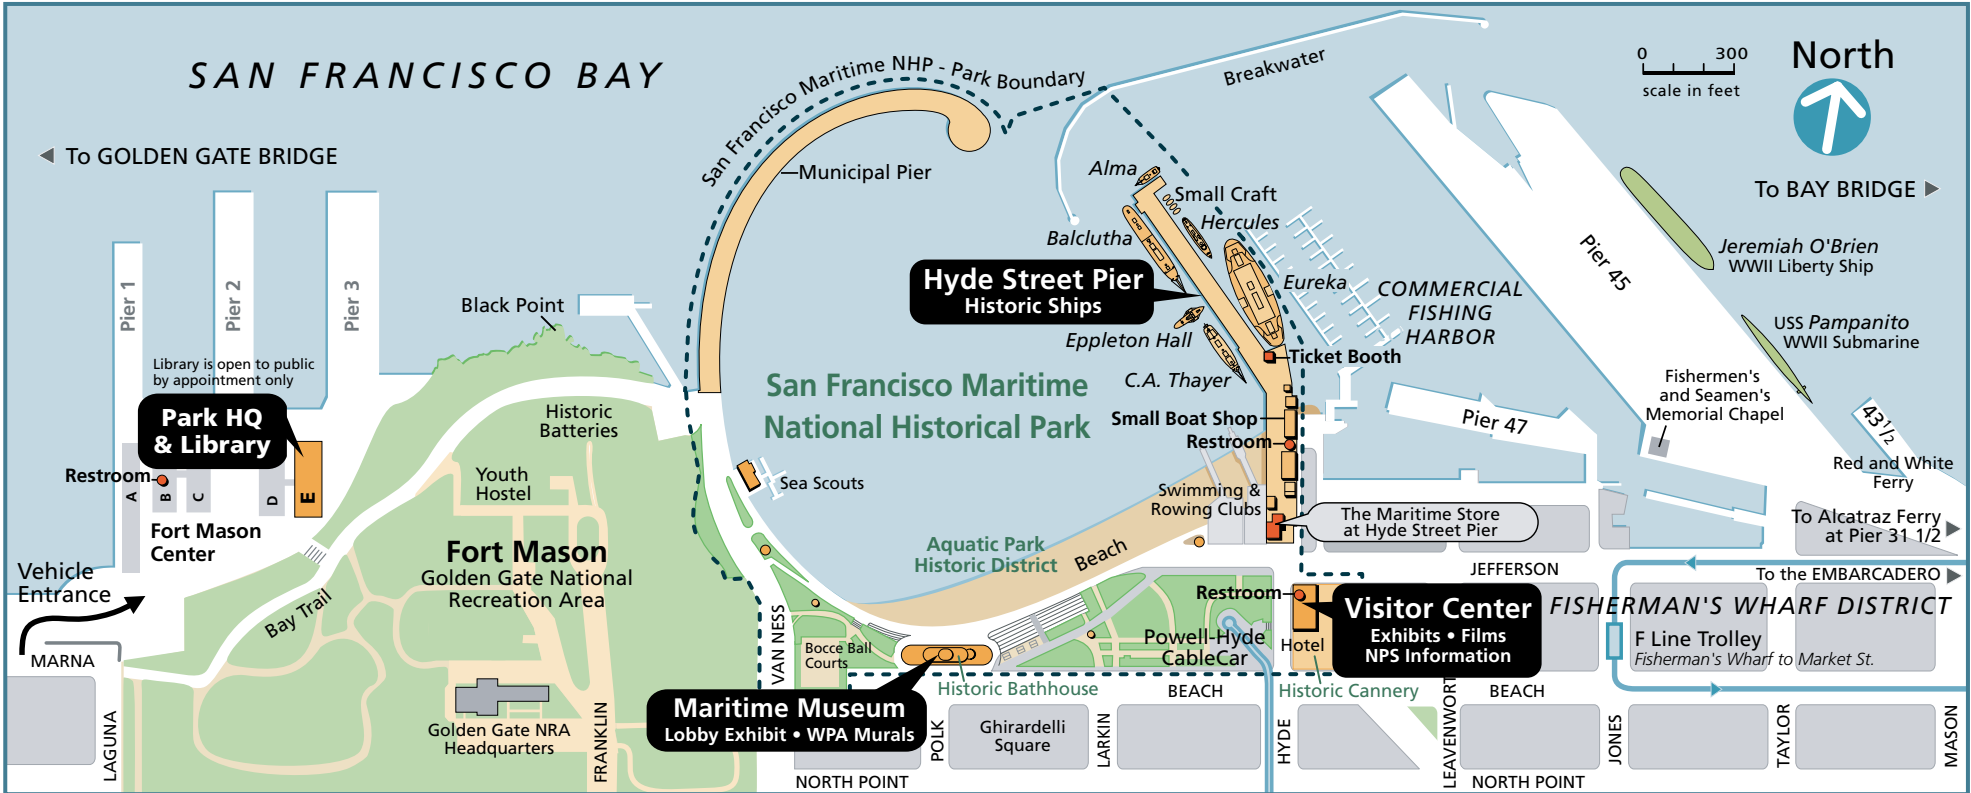 SAN FRANCISCO BAY
San Francisco Maritime NHP - Park Boundary
Breakwater
0 300
scale in feet
North
To GOLDEN GATE BRIDGE
To BAY BRIDGE
Municipal Pier
Alma
Small Craft
Hercules
Balclutha
Hyde Street Pier
Historic Ships
Eureka
Eppleton Hall
C.A. Thayer
Ticket Booth
COMMERCIAL
FISHING
HARBOR
Pier 45
Jeremiah O'Brien
WWII Liberty Ship
USS Pampanito
WWII Submarine
Fishermen's
and Seamen's
Memorial Chapel
Pier 47
43 1/2
Red and White
Ferry
To Alcatraz Ferry
at Pier 31 1/2
To the EMBARCADERO
Pier 1
Pier 2
Pier 3
Black Point
Library is open to public
by appointment only
Park HQ
& Library
Restroom
A
B
C
D
E
Fort Mason
Center
Historic
Batteries
Youth
Hostel
San Francisco Maritime
National Historical Park
Small Boat Shop
Restroom
Sea Scouts
Swimming &
Rowing Clubs
The Maritime Store
at Hyde Street Pier
Aquatic Park
Historic District
Beach
Fort Mason
Golden Gate National
Recreation Area
Vehicle
Entrance
Bay Trail
MARNA
LAGUNA
Golden Gate NRA
Headquarters
FRANKLIN
VAN NESS
Bocce Ball
Courts
Maritime Museum
Lobby Exhibit • WPA Murals
Historic Bathhouse
Powell-Hyde
CableCar
Restroom
Hotel
Visitor Center
Exhibits • Films
NPS Information
Historic Cannery
JEFFERSON
FISHERMAN'S WHARF DISTRICT
F Line Trolley
Fisherman's Wharf to Market St.
BEACH
BEACH
POLK
Ghirardelli
Square
LARKIN
HYDE
LEAVENWORT
JONES
TAYLOR
MASON
NORTH POINT
NORTH POINT